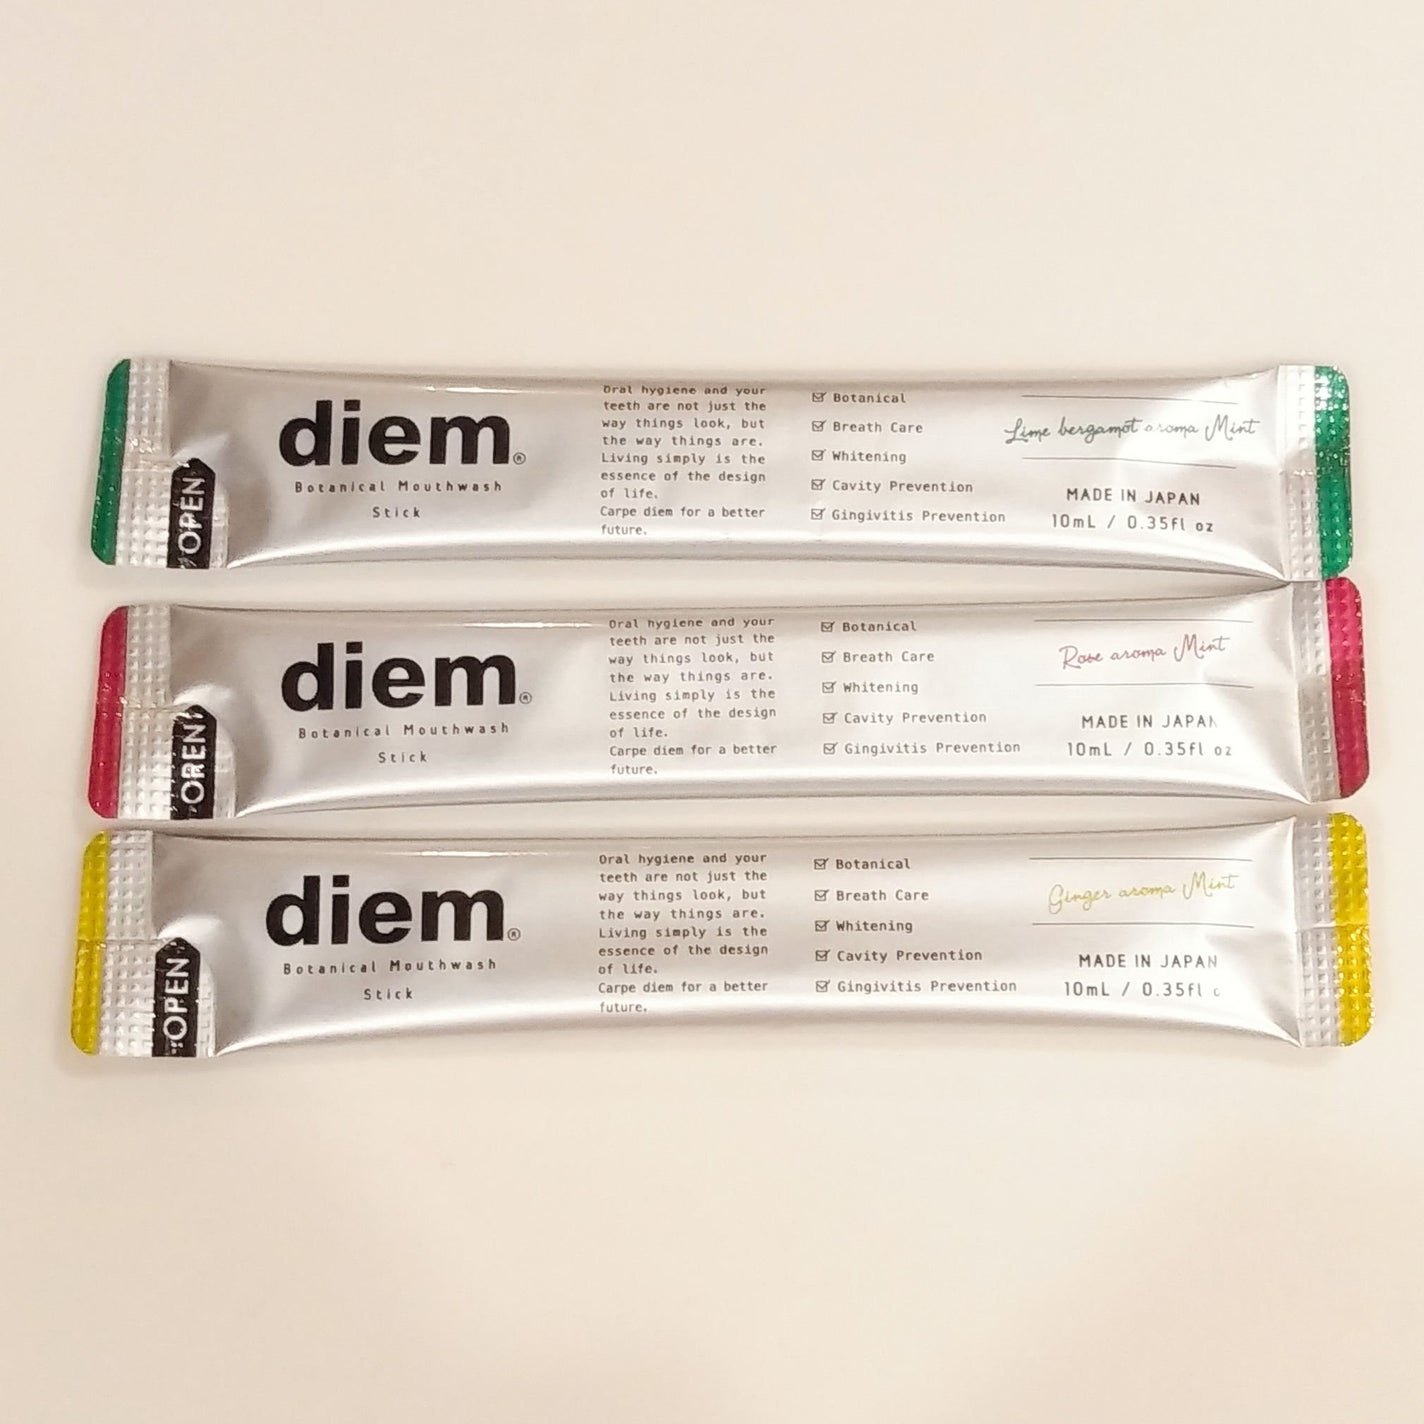 OPEN
diem®
Botanical Mouthwash
Stick
Oral hygiene and your
teeth are not just the
way things look, but
the way things are.
Living simply is the
essence of the design
of life.
Carpe diem for a better
future.
Botanical
Breath Care
Whitening
Cavity Prevention
Gingivitis Prevention
Lime bergamot aroma Mint
MADE IN JAPAN
10mL / 0.35fl oz
OPEN
diem®
Botanical Mouthwash
Stick
Oral hygiene and your
teeth are not just the
way things look, but
the way things are.
Living simply is the
essence of the design
of life.
Carpe diem for a better
future.
Botanical
Breath Care
Whitening
Cavity Prevention
Gingivitis Prevention
Rose aroma Mint
MADE IN JAPAN
10mL / 0.35fl oz
OPEN
diem®
Botanical Mouthwash
Stick
Oral hygiene and your
teeth are not just the
way things look, but
the way things are.
Living simply is the
essence of the design
of life.
Carpe diem for a better
future.
Botanical
Breath Care
Whitening
Cavity Prevention
Gingivitis Prevention
Ginger aroma Mint
MADE IN JAPAN
10mL / 0.35fl